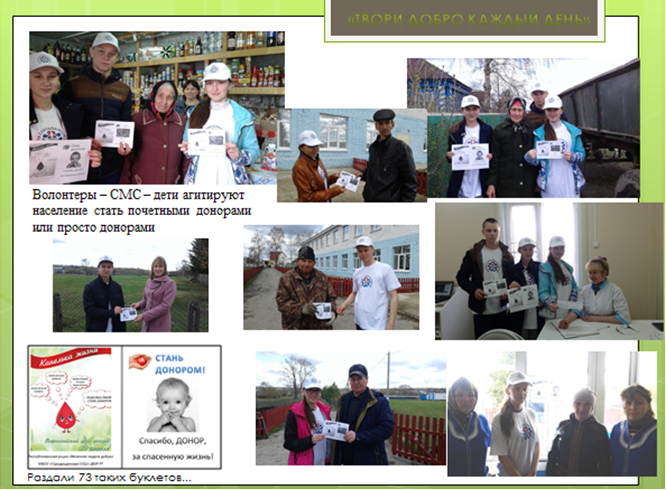 «ТВОРИ ДОБРО КАЖДЫЙ ДЕНЬ»
Волонтеры – СМС – дети агитируют
население стать почетными донорами
или просто донорами
Капелька жизни
СТАНЬ
ДОНОРОМ!
Спасибо, ДОНОР,
за спасенную жизнь!
Раздали 73 таких буклетов...